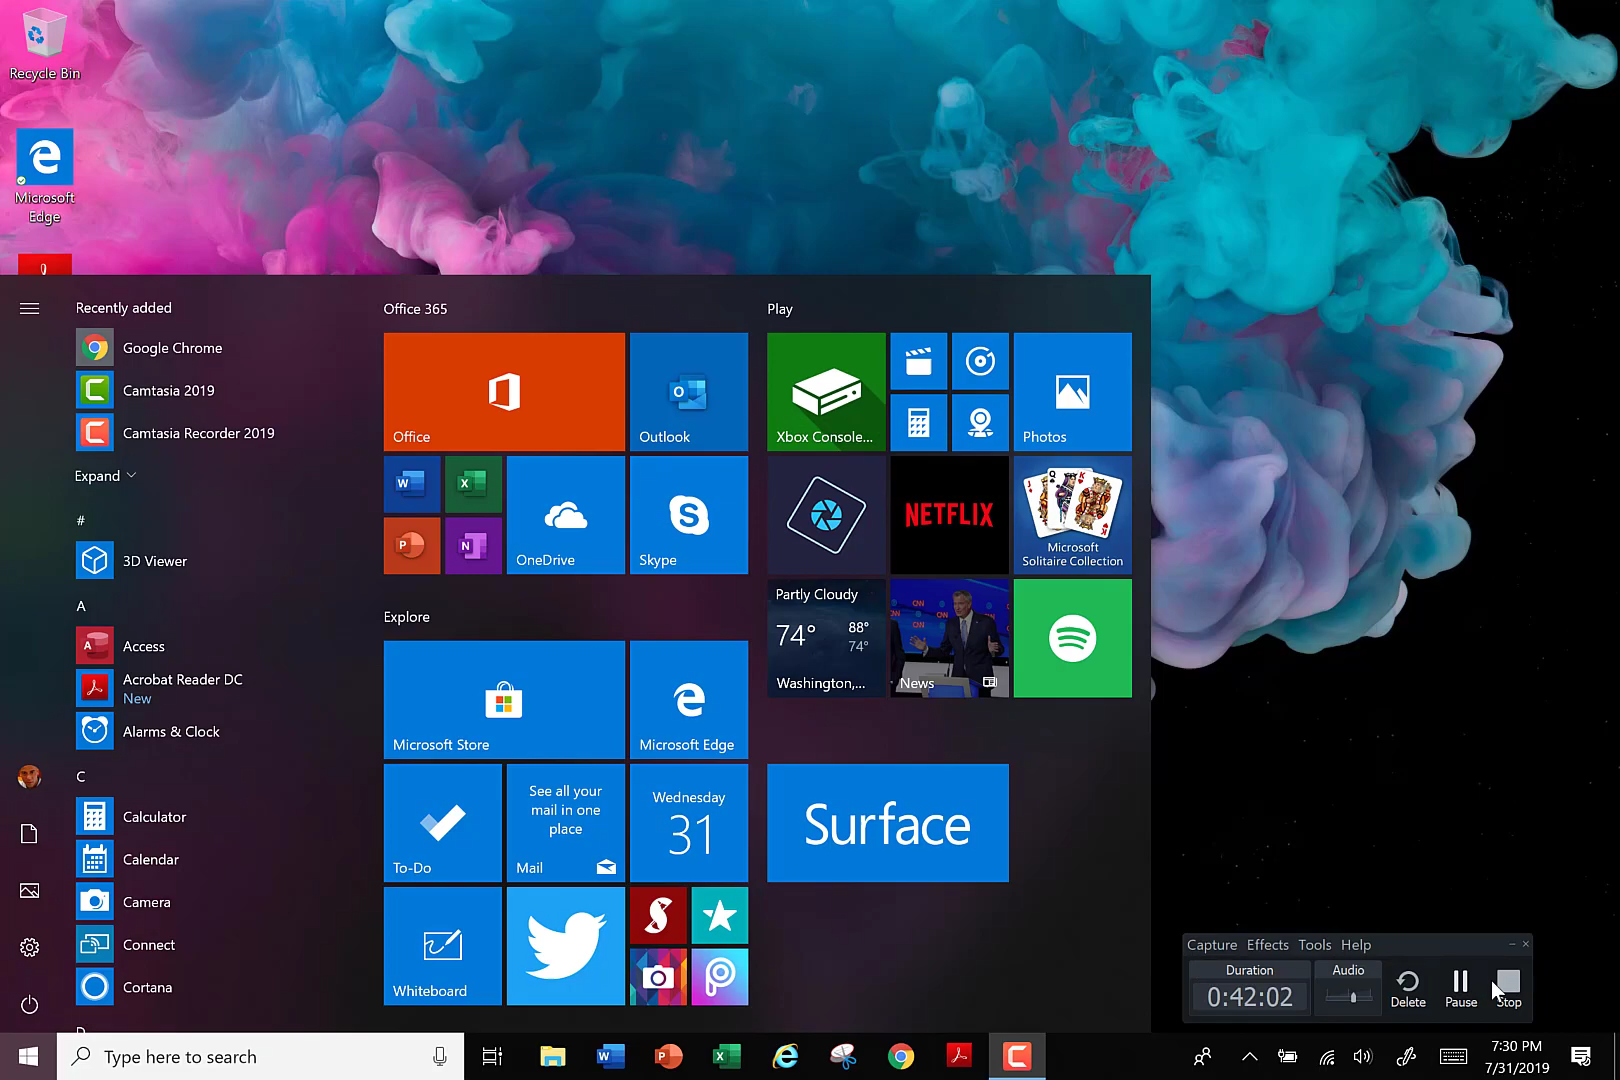 Recycle Bin
Microsoft
Edge
Recently added
Google Chrome
Camtasia 2019
Camtasia Recorder 2019
Expand
#
3D Viewer
A
Access
Acrobat Reader DC
New
Alarms & Clock
C
Calculator
Calendar
Camera
Connect
Cortana
Office 365
Office
Outlook
OneDrive
Skype
Explore
Microsoft Store
Microsoft Edge
To-Do
See all your
mail in one
place
Mail
Wednesday
31
Whiteboard
Play
Xbox Console...
Photos
NETFLIX
Microsoft
Solitaire Collection
Partly Cloudy
74° 88°
74°
Washington,...
CNN
News
Surface
Capture Effects Tools Help
Duration
0:42:02
Audio
Delete
Pause
Stop
Type here to search
7:30 PM
7/31/2019